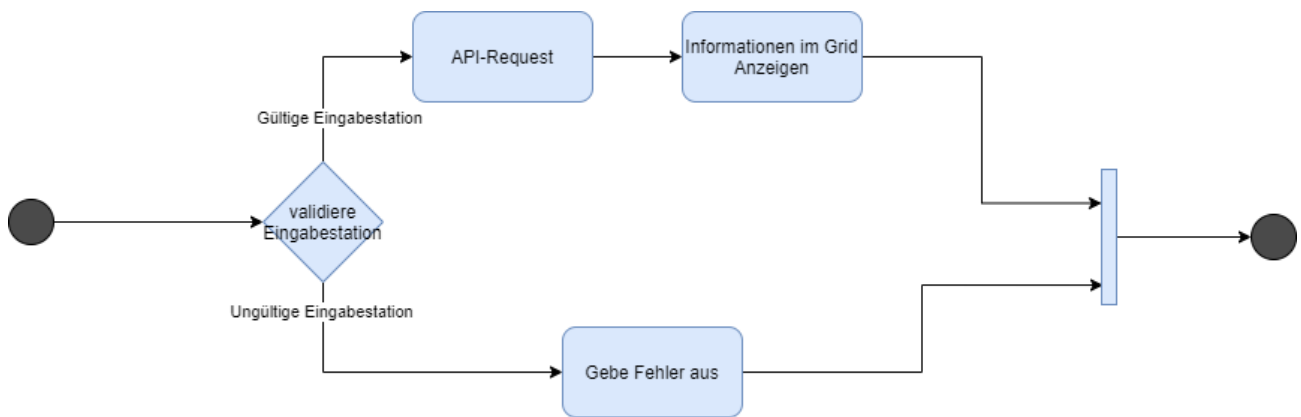 API-Request
Informationen im Grid
Anzeigen
Gültige Eingabestation
validiere
Eingabestation
Ungültige Eingabestation
Gebe Fehler aus